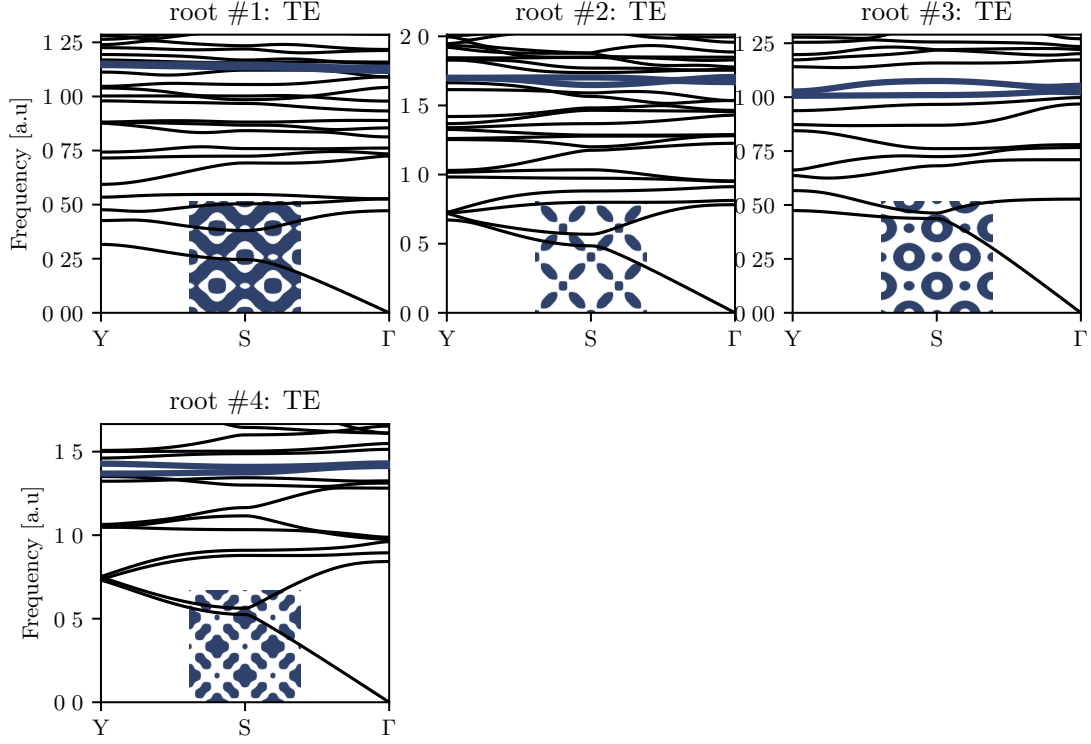 root #1: TE
root #2: TE
root #3: TE
1 25
1 00
0 75
0 50
0 25
0 00
Frequency [a.u]
Y S Γ
2 0
1 5
1 0
0 5
0 0
Y S Γ
1 25
1 00
0 75
0 50
0 25
0 00
Y S Γ
root #4: TE
1 5
1 0
0 5
0 0
Frequency [a.u]
Y S Γ